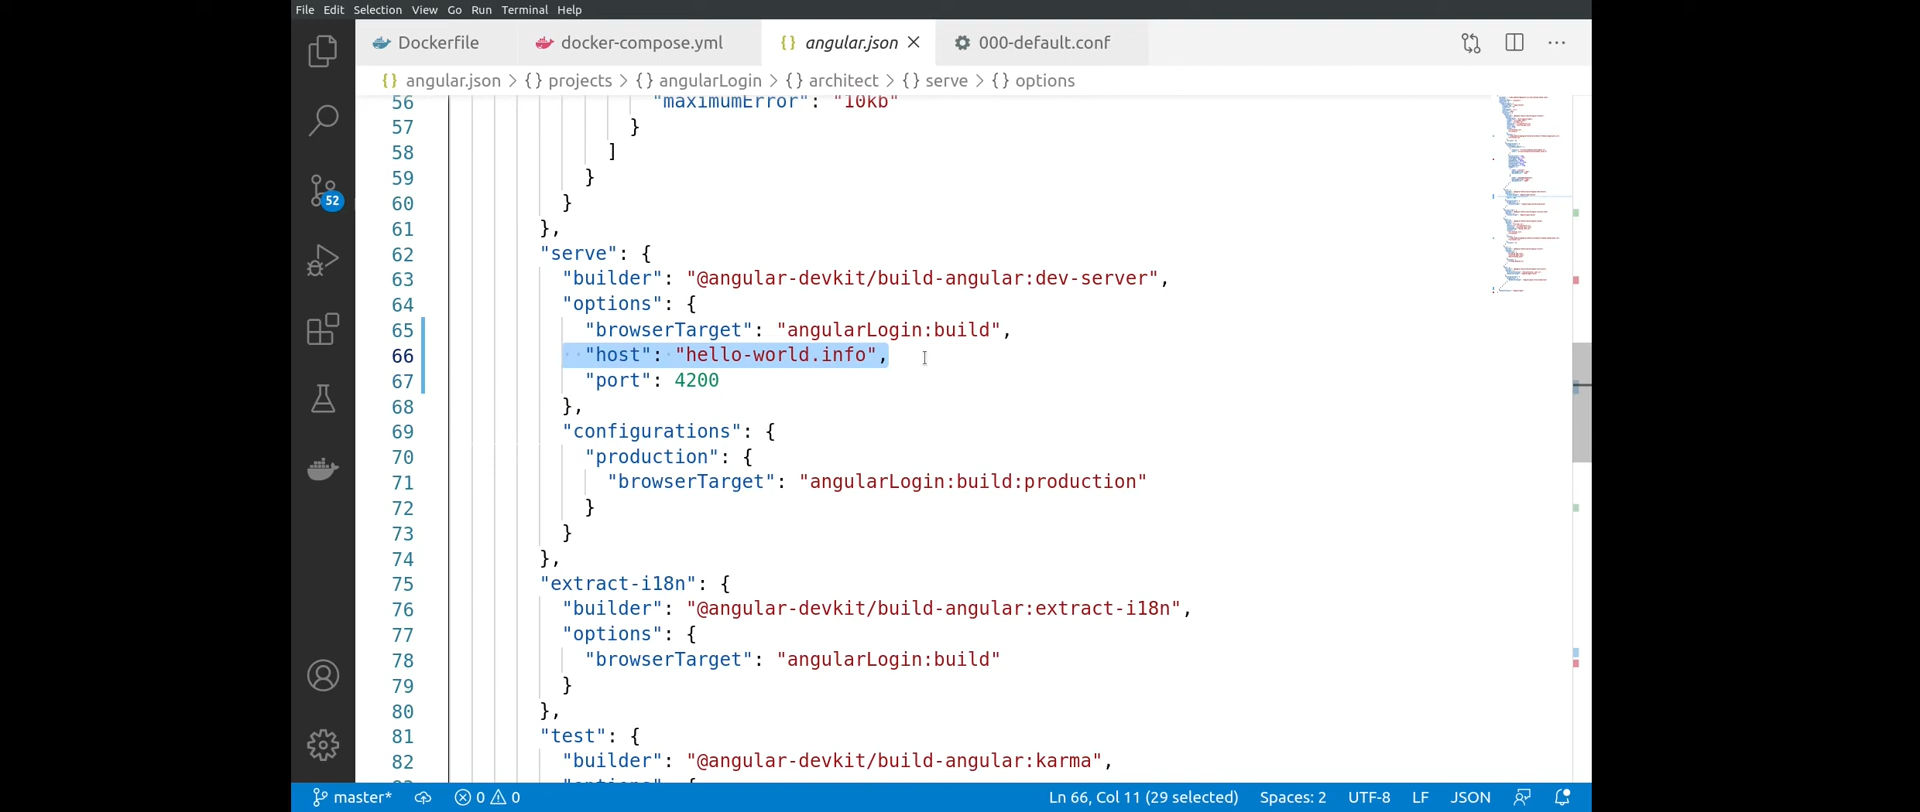 File Edit Selection View Go Run Terminal Help
Dockerfile docker-compose.yml {} angular.json × 000-default.conf ···
{} angular.json > {} projects > {} angularLogin > {} architect > {} serve > {} options
56 "maximumError": "10kb"
57 }
58 ]
59 }
60 }
61 },
62 "serve": {
63 "builder": "@angular-devkit/build-angular:dev-server",
64 "options": {
65 "browserTarget": "angularLogin:build",
66 "host": "hello-world.info",
67 "port": 4200
68 },
69 "configurations": {
70 "production": {
71 "browserTarget": "angularLogin:build:production"
72 }
73 }
74 },
75 "extract-i18n": {
76 "builder": "@angular-devkit/build-angular:extract-i18n",
77 "options": {
78 "browserTarget": "angularLogin:build"
79 }
80 },
81 "test": {
82 "builder": "@angular-devkit/build-angular:karma",
52
master* 0 0 Ln 66, Col 11 (29 selected) Spaces: 2 UTF-8 LF JSON